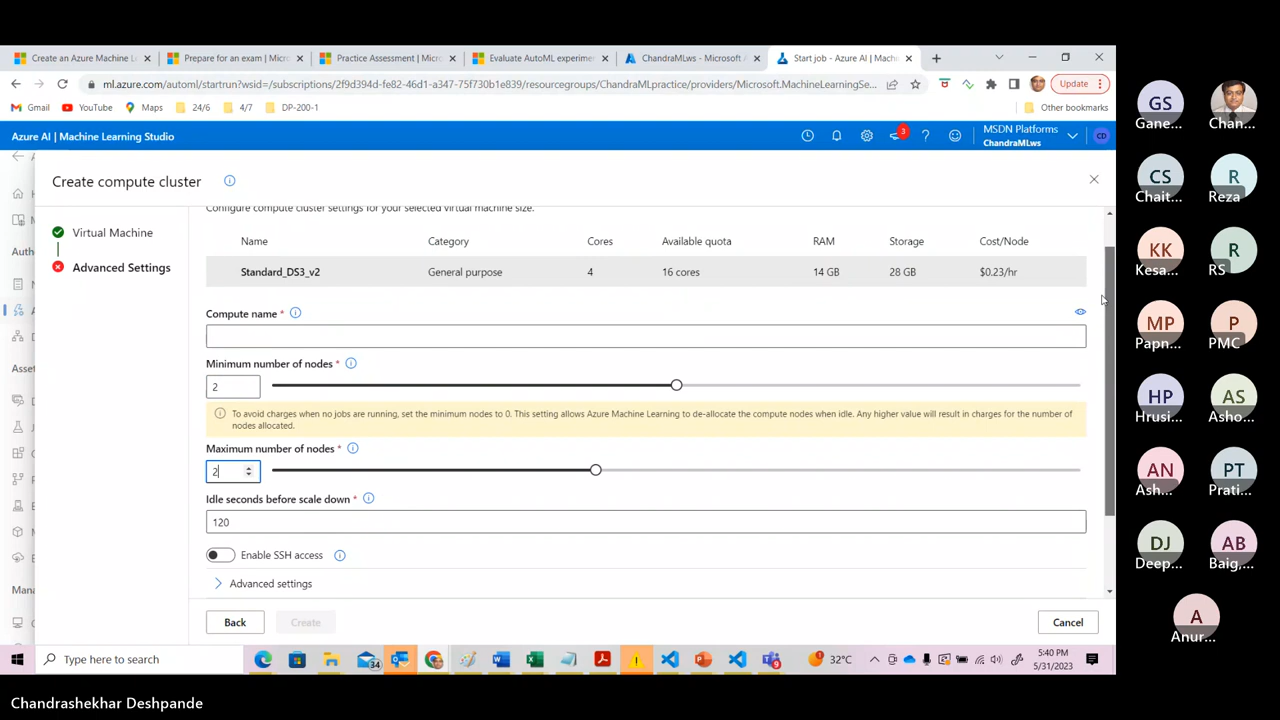 Create an Azure Machine L
Prepare for an exam | Micr
Practice Assessment | Micr
Evaluate AutoML experime
ChandraMLws - Microsoft A
Start job - Azure AI | Machi
ml.azure.com/automl/startrun?wsid=/subscriptions/2f9d394d-fe82-46d1-a347-75f730b1e839/resourcegroups/ChandraMLpractice/providers/Microsoft.MachineLearningSe...
Update
Gmail
YouTube
Maps
24/6
4/7
DP-200-1
Other bookmarks
Azure AI | Machine Learning Studio
3
MSDN Platforms
ChandraMLws
CD
Create compute cluster
Virtual Machine
Advanced Settings
Configure compute cluster settings for your selected virtual machine size.
Name Category Cores Available quota RAM Storage Cost/Node
Standard_DS3_v2 General purpose 4 16 cores 14 GB 28 GB $0.23/hr
Compute name *
Minimum number of nodes *
2
To avoid charges when no jobs are running, set the minimum nodes to 0. This setting allows Azure Machine Learning to de-allocate the compute nodes when idle. Any higher value will result in charges for the number of
nodes allocated.
Maximum number of nodes *
2
Idle seconds before scale down *
120
Enable SSH access
Advanced settings
Back
Create
Cancel
Autho
Asset
Mana
Type here to search
34
9
32°C
5:40 PM
5/31/2023
GS
Gane...
Chan...
CS
Chait...
R
Reza
KK
Kesa...
R
RS
MP
Papn...
P
PMC
HP
Hrusi...
AS
Asho...
AN
Ash...
PT
Prati...
DJ
Deep...
AB
Baig,...
A
Anur...
Chandrashekhar Deshpande